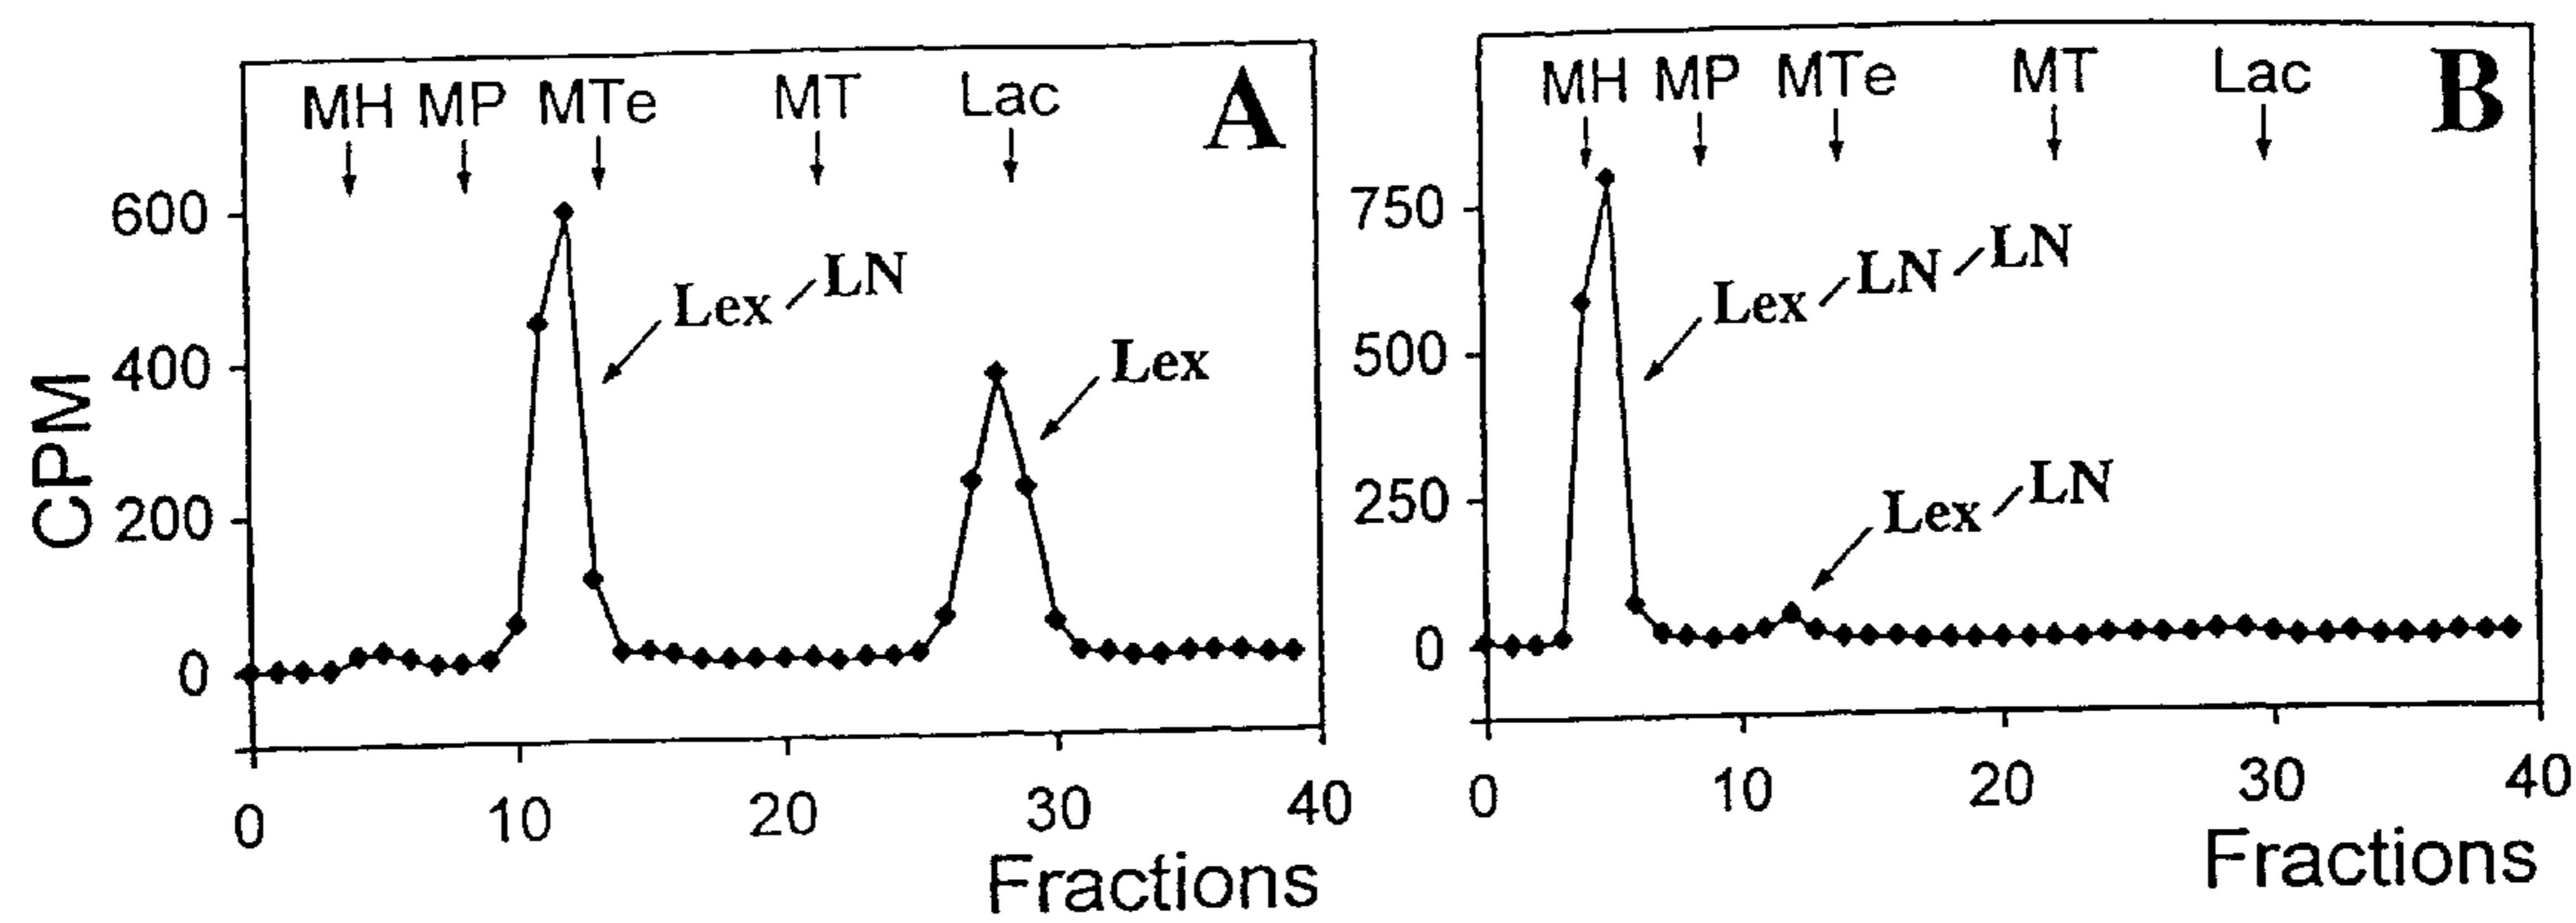 MH MP MTe MT Lac A
600
400
200
0
CPM
Lex LN
Lex
0 10 20 30 40
Fractions
MH MP MTe MT Lac B
750
500
250
0
Lex LN LN
Lex LN
0 10 20 30 40
Fractions